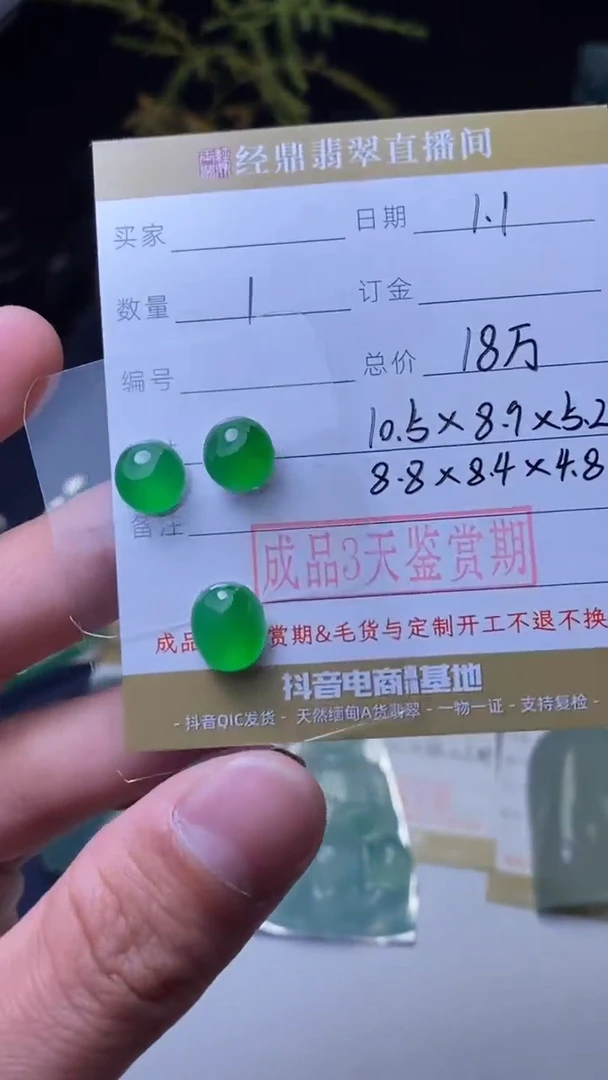 经鼎翡翠直播间
买家 日期 1.1
数量 1 订金
编号 总价 18万
10.5×8.9×5.2
8.8×8.4×4.8
备注
成品3天鉴赏期
成品 赏期&毛货与定制开工不退不换
抖音电商 基地
- 抖音QIC发货 - 天然缅甸A货翡翠 - 一物一证 - 支持复检 -